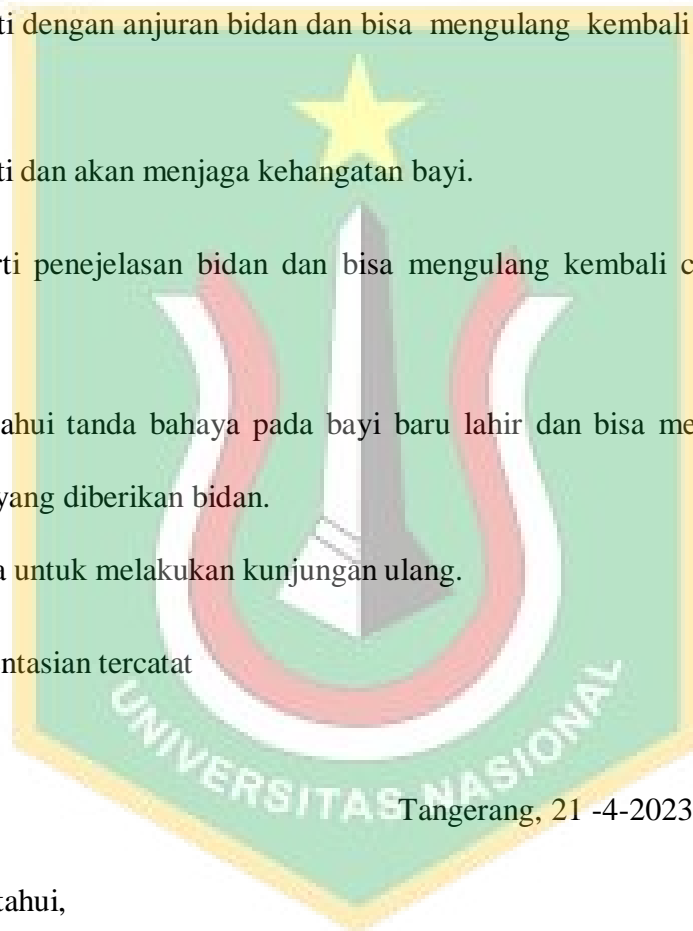 ti dengan anjuran bidan dan bisa mengulang kembali
ti dan akan menjaga kehangatan bayi.
rti penejelasan bidan dan bisa mengulang kembali c
ahui tanda bahaya pada bayi baru lahir dan bisa me
yang diberikan bidan.
a untuk melakukan kunjungan ulang.
ntasian tercatat
UNIVERSITAS NASIONAL
Tangerang, 21 -4-2023
tahui,